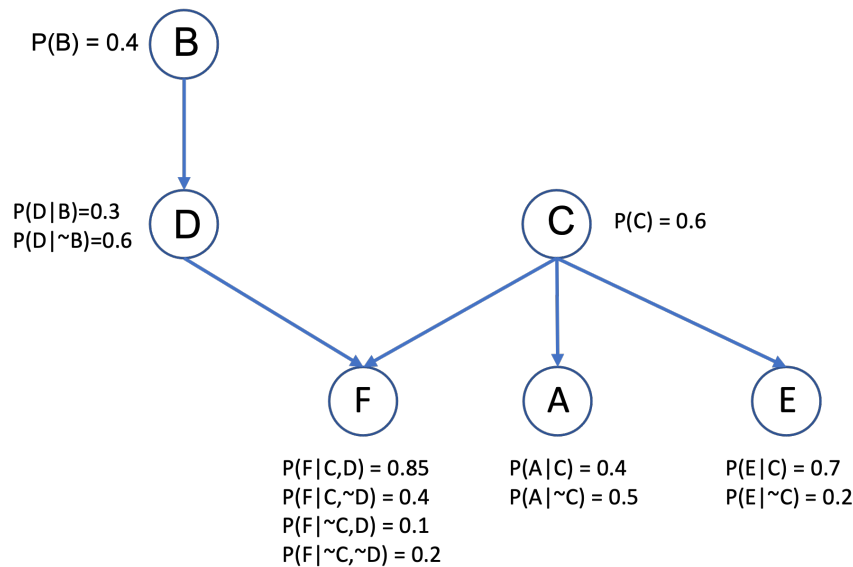 P(B) = 0.4
B
P(D|B)=0.3
P(D|~B)=0.6
D
C
P(C) = 0.6
F
A
E
P(F|C,D) = 0.85
P(F|C,~D) = 0.4
P(F|~C,D) = 0.1
P(F|~C,~D) = 0.2
P(A|C) = 0.4
P(A|~C) = 0.5
P(E|C) = 0.7
P(E|~C) = 0.2